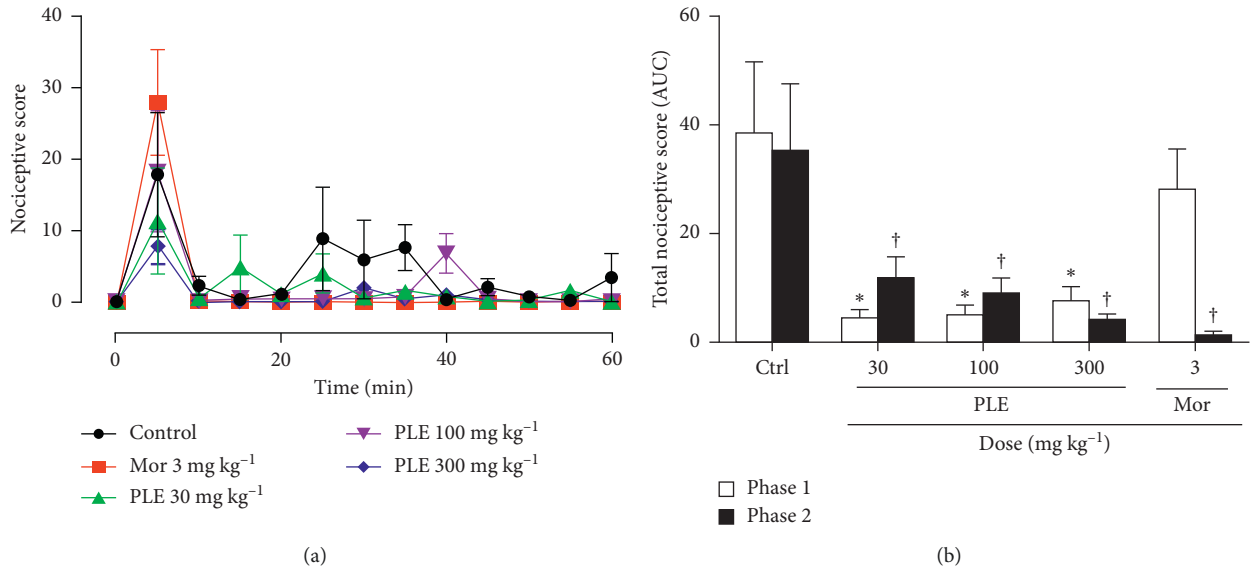 40
30
20
10
0
Nociceptive score
0
20
40
60
Time (min)
Control
Mor 3 mg kg⁻¹
PLE 30 mg kg⁻¹
PLE 100 mg kg⁻¹
PLE 300 mg kg⁻¹
(a)
60
40
20
0
Total nociceptive score (AUC)
*
†
*
†
*
†
†
Ctrl
30
100
300
3
PLE
Mor
Dose (mg kg⁻¹)
Phase 1
Phase 2
(b)